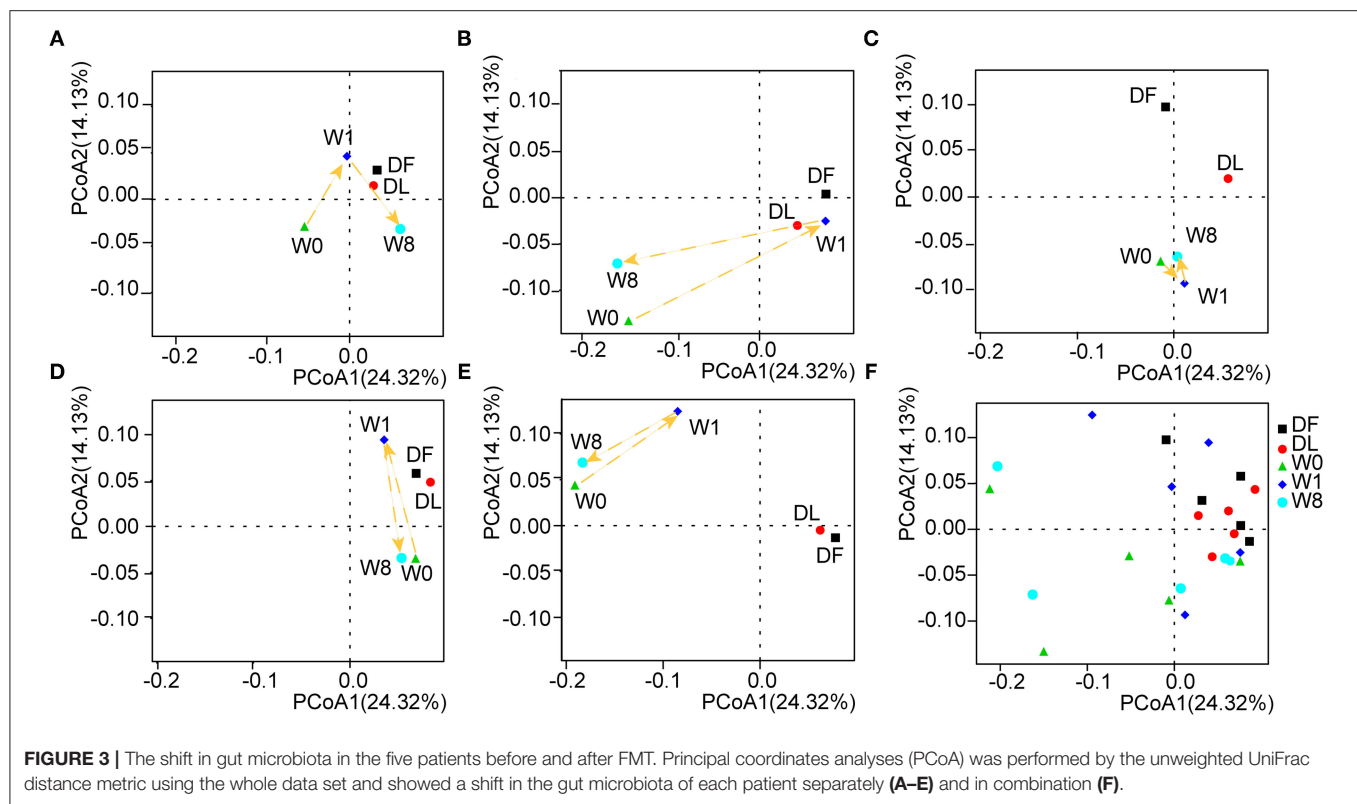 A
PCoA2(14.13%)
0.10
0.05
0.00
-0.05
-0.10
W1
DF
DL
W0
W8
-0.2
-0.1
0.0
PCoA1(24.32%)
B
PCoA2(14.13%)
0.10
0.05
0.00
-0.05
-0.10
DF
DL
W1
W8
W0
-0.2
-0.1
0.0
PCoA1(24.32%)
C
PCoA2(14.13%)
0.10
0.05
0.00
-0.05
-0.10
DF
DL
W8
W0
W1
-0.2
-0.1
0.0
PCoA1(24.32%)
D
PCoA2(14.13%)
0.10
0.05
0.00
-0.05
-0.10
W1
DF
DL
W8
W0
-0.2
-0.1
0.0
PCoA1(24.32%)
E
PCoA2(14.13%)
0.10
0.05
0.00
-0.05
-0.10
W8
W1
W0
DL
DF
-0.2
-0.1
0.0
PCoA1(24.32%)
F
PCoA2(14.13%)
0.10
0.05
0.00
-0.05
-0.10
-0.2
-0.1
0.0
PCoA1(24.32%)
DF
DL
W0
W1
W8
FIGURE 3 | The shift in gut microbiota in the five patients before and after FMT. Principal coordinates analyses (PCoA) was performed by the unweighted UniFrac
distance metric using the whole data set and showed a shift in the gut microbiota of each patient separately (A–E) and in combination (F).